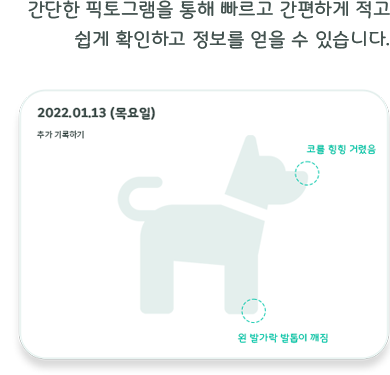 간단한 픽토그램을 통해 빠르고 간편하게 적고
쉽게 확인하고 정보를 얻을 수 있습니다.
2022.01.13 (목요일)
추가 기록하기
코를 힝힝 거렸음
왼 발가락 발톱이 깨짐